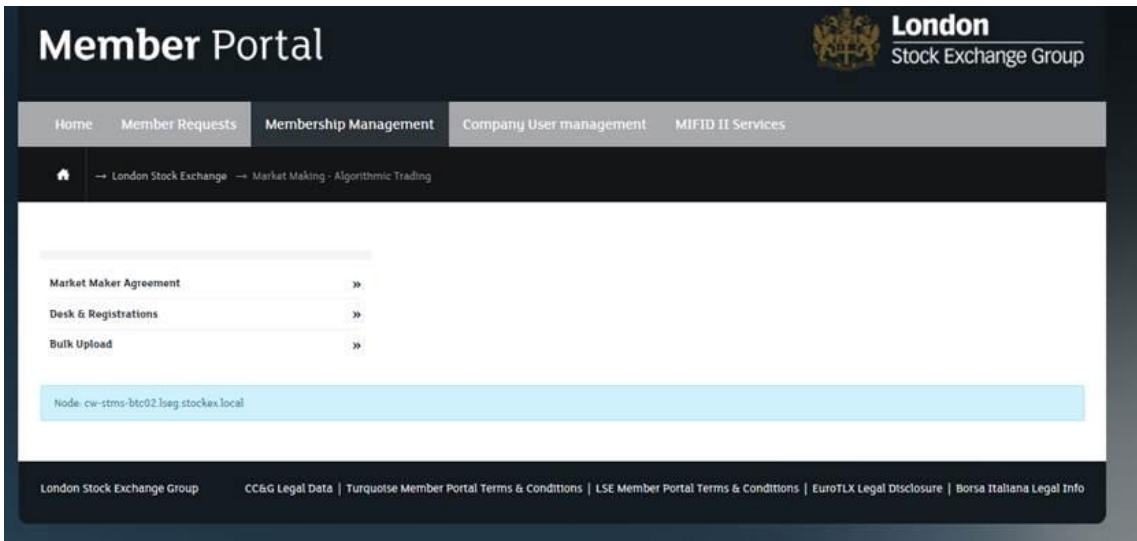 Member Portal
London
Stock Exchange Group
Home Member Requests Membership Management Company User management MIFID II Services
→ London Stock Exchange → Market Making - Algorithmic Trading
Market Maker Agreement »
Desk & Registrations »
Bulk Upload »
Node: cw-stms-btc02.lseg.stockex.local
London Stock Exchange Group CC&G Legal Data | Turquoise Member Portal Terms & Conditions | LSE Member Portal Terms & Conditions | EuroTLX Legal Disclosure | Borsa Italiana Legal Info